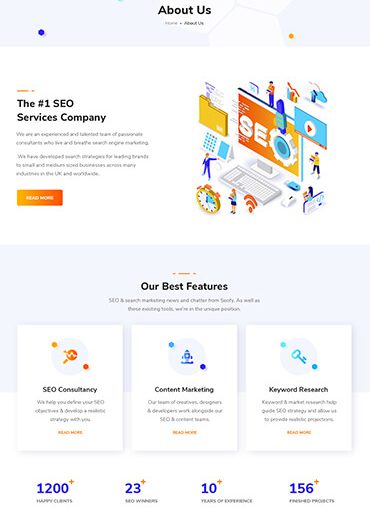 About Us
Home • About Us
The #1 SEO
Services Company
We are an experienced and talented team of passionate
consultants who live and breathe search engine marketing.
We have developed search strategies for leading brands
to small and medium sized businesses across many
industries in the UK and worldwide.
READ MORE
SEO
Our Best Features
SEO & search marketing news and chatter from Seofy. As well as
these existing tools, we're in the unique position.
SEO Consultancy
We help you define your SEO
objectives & develop a realistic
strategy with you.
READ MORE
Content Marketing
Our team of creatives, designers
& developers work alongside our
SEO & content teams.
READ MORE
Keyword Research
Keyword & market research help
guide SEO strategy and allow us
to provide realistic projections.
READ MORE
1200+
HAPPY CLIENTS
23+
SEO WINNERS
10+
YEARS OF EXPERIENCE
156+
FINISHED PROJECTS